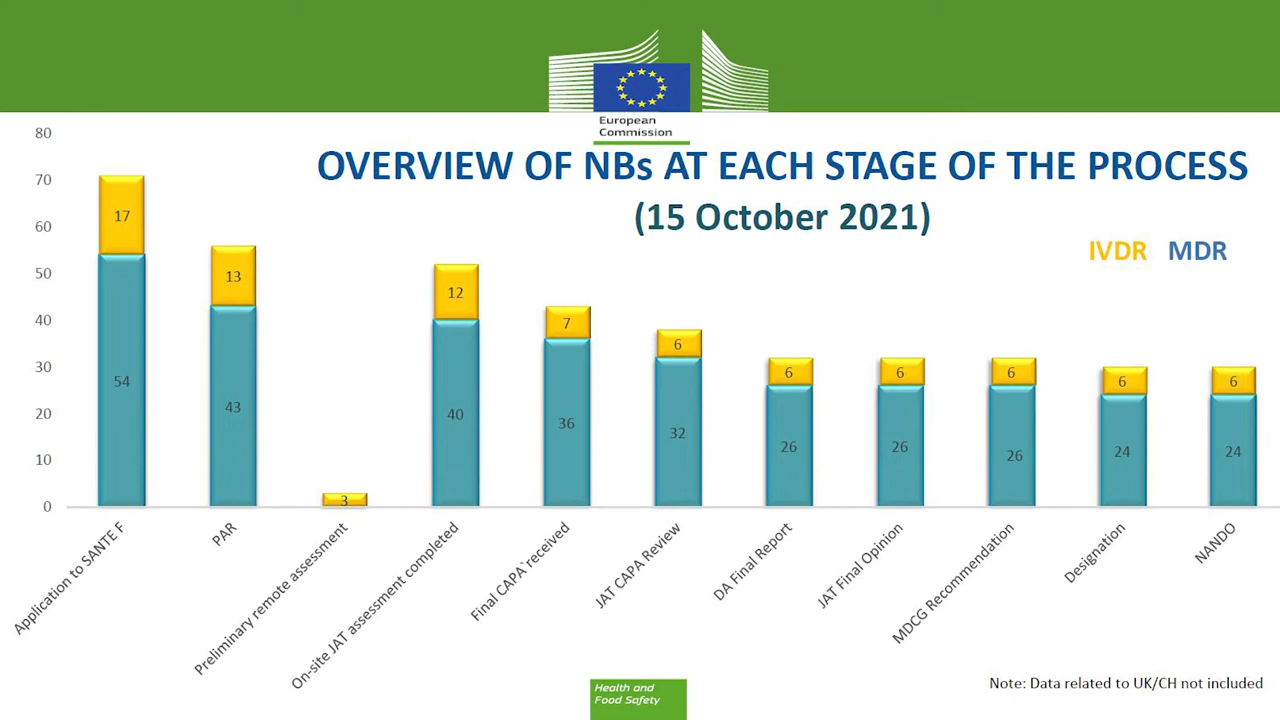 European
Commission
OVERVIEW OF NBs AT EACH STAGE OF THE PROCESS
(15 October 2021)
IVDR MDR
80
70
60
50
40
30
20
10
0
17
54
13
43
3
12
40
7
36
6
32
6
26
6
26
6
26
6
24
6
24
Application to SANTE F
PAR
Preliminary remote assessment
On-site JAT assessment completed
Final CAPA`received
JAT CAPA Review
DA Final Report
JAT Final Opinion
MDCG Recommendation
Designation
NANDO
Note: Data related to UK/CH not included
Health and
Food Safety